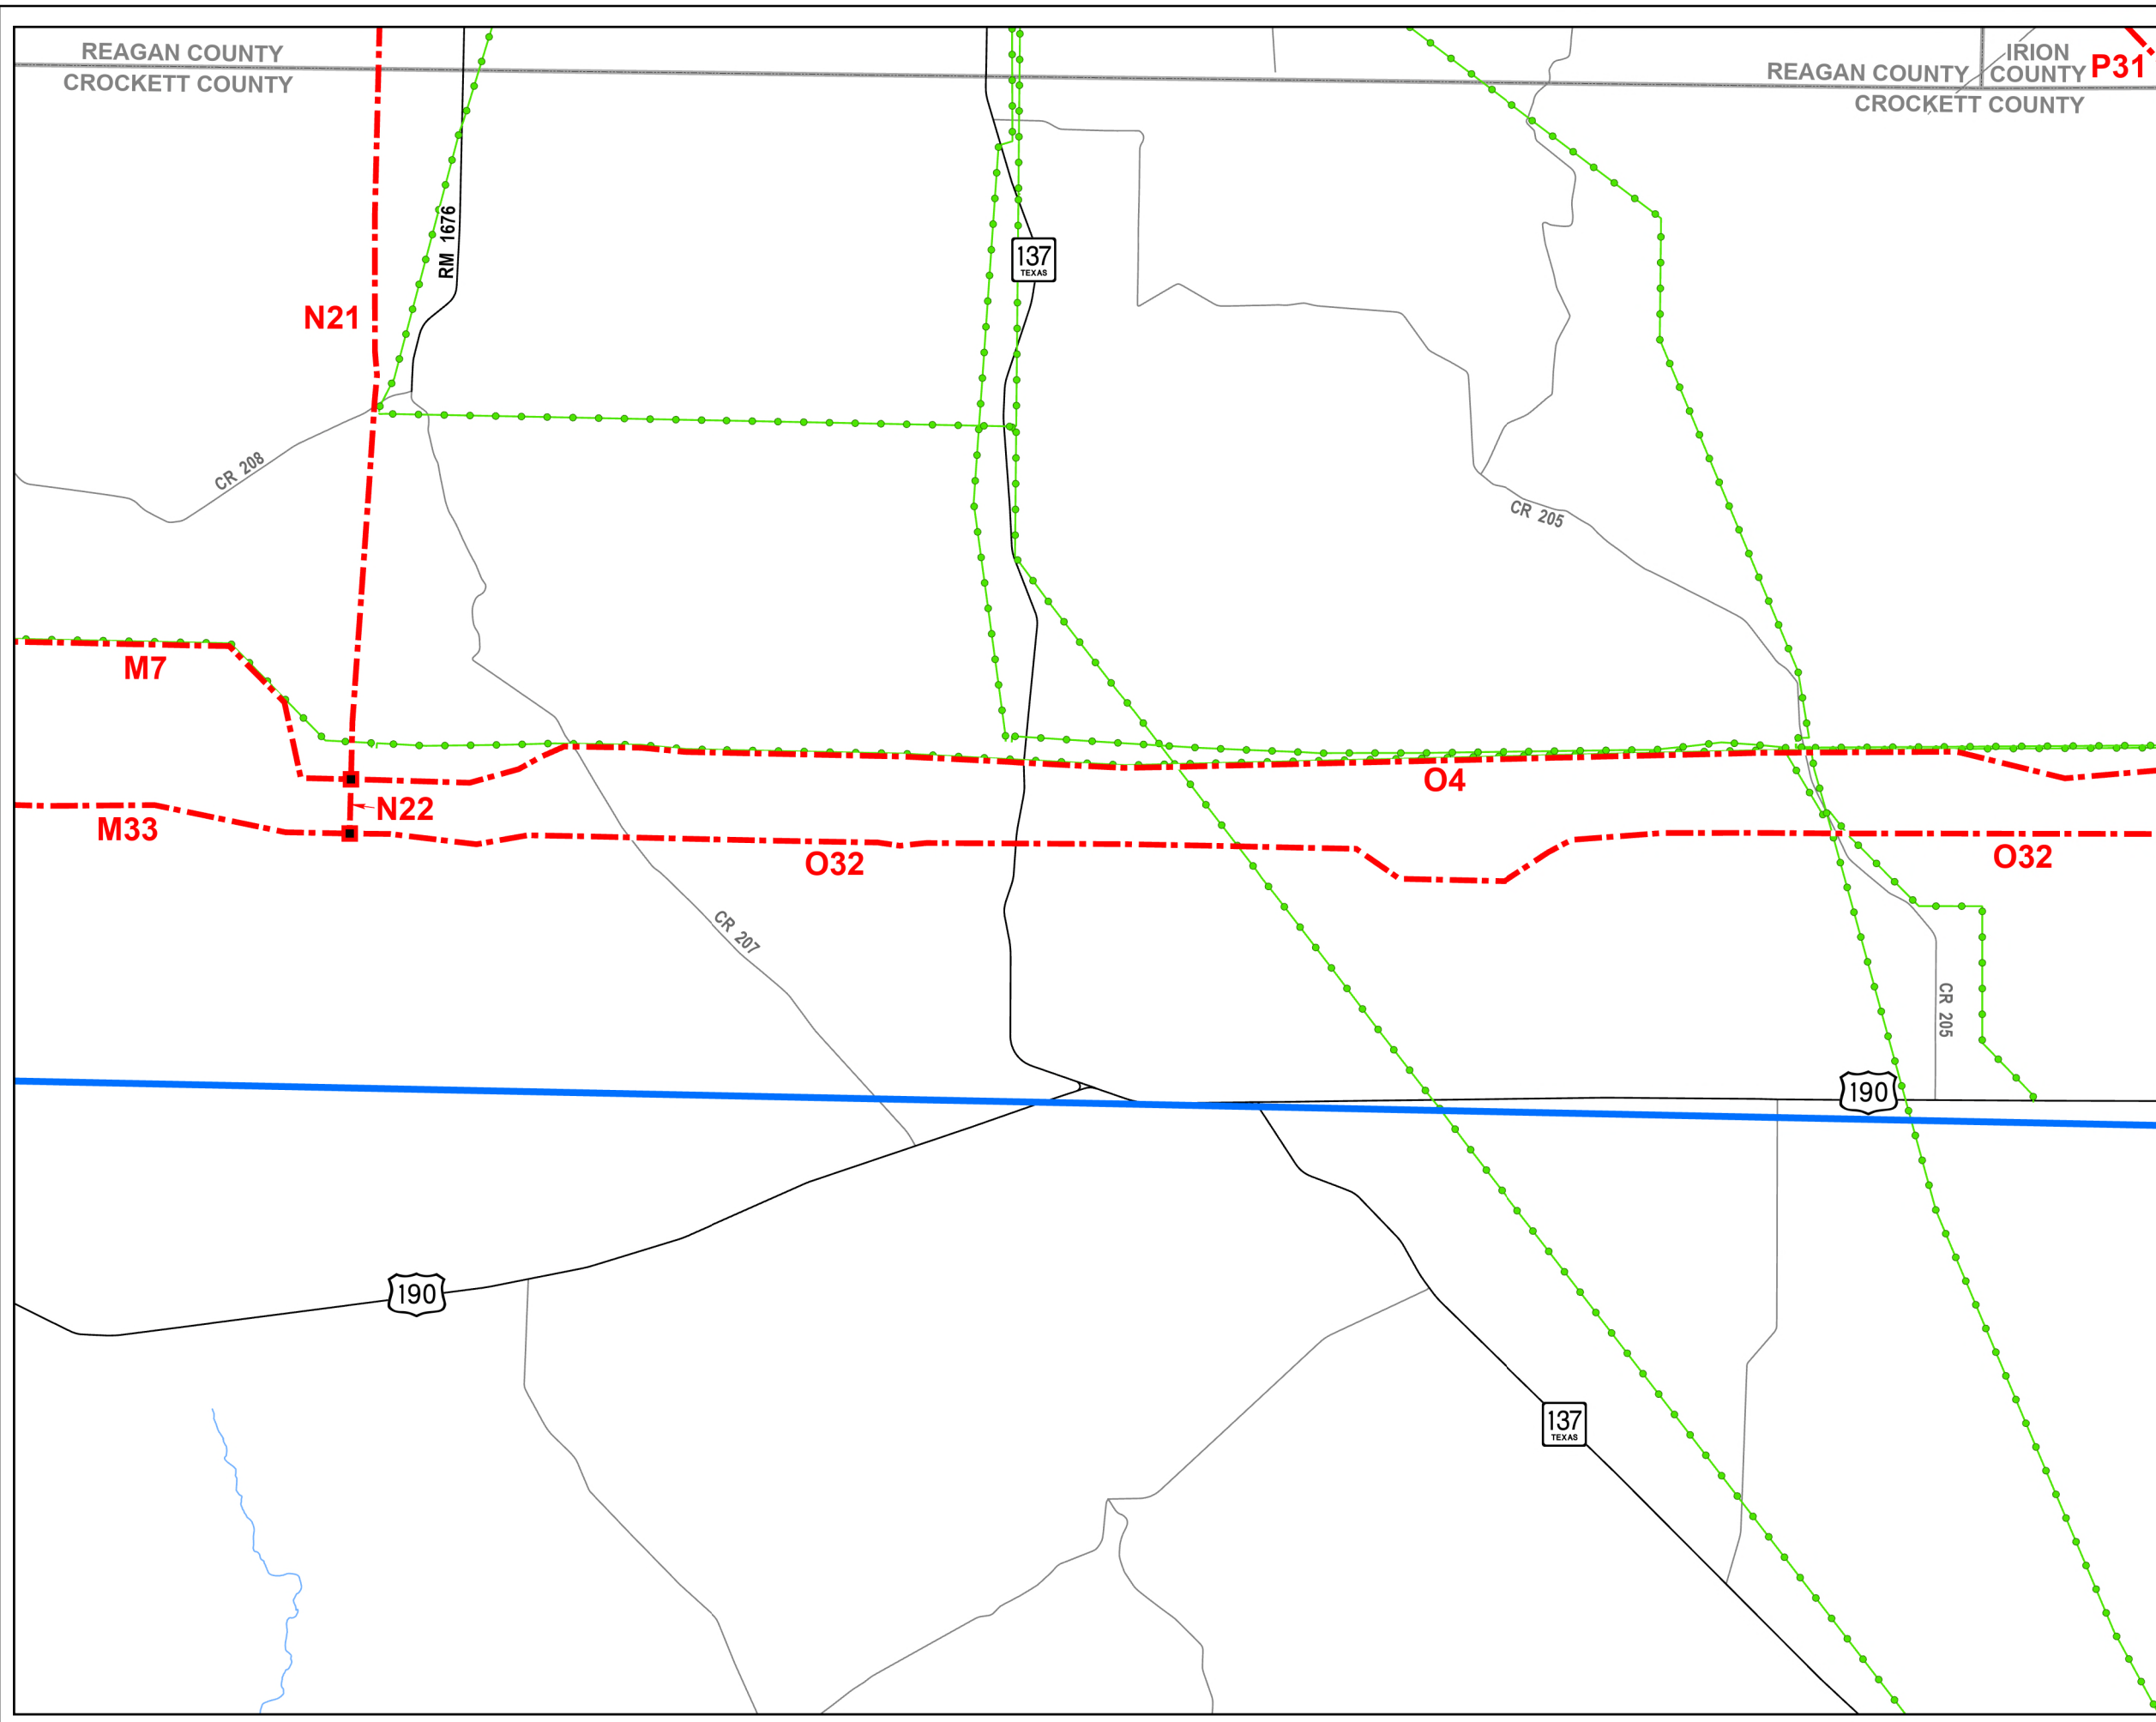 REAGAN COUNTY
CROCKETT COUNTY
IRION
REAGAN COUNTY
COUNTY
P31
CROCKETT COUNTY
RM 1676
137
TEXAS
N21
CR 208
CR 205
M7
O4
N22
M33
O32
O32
CR 207
CR 205
190
190
137
TEXAS